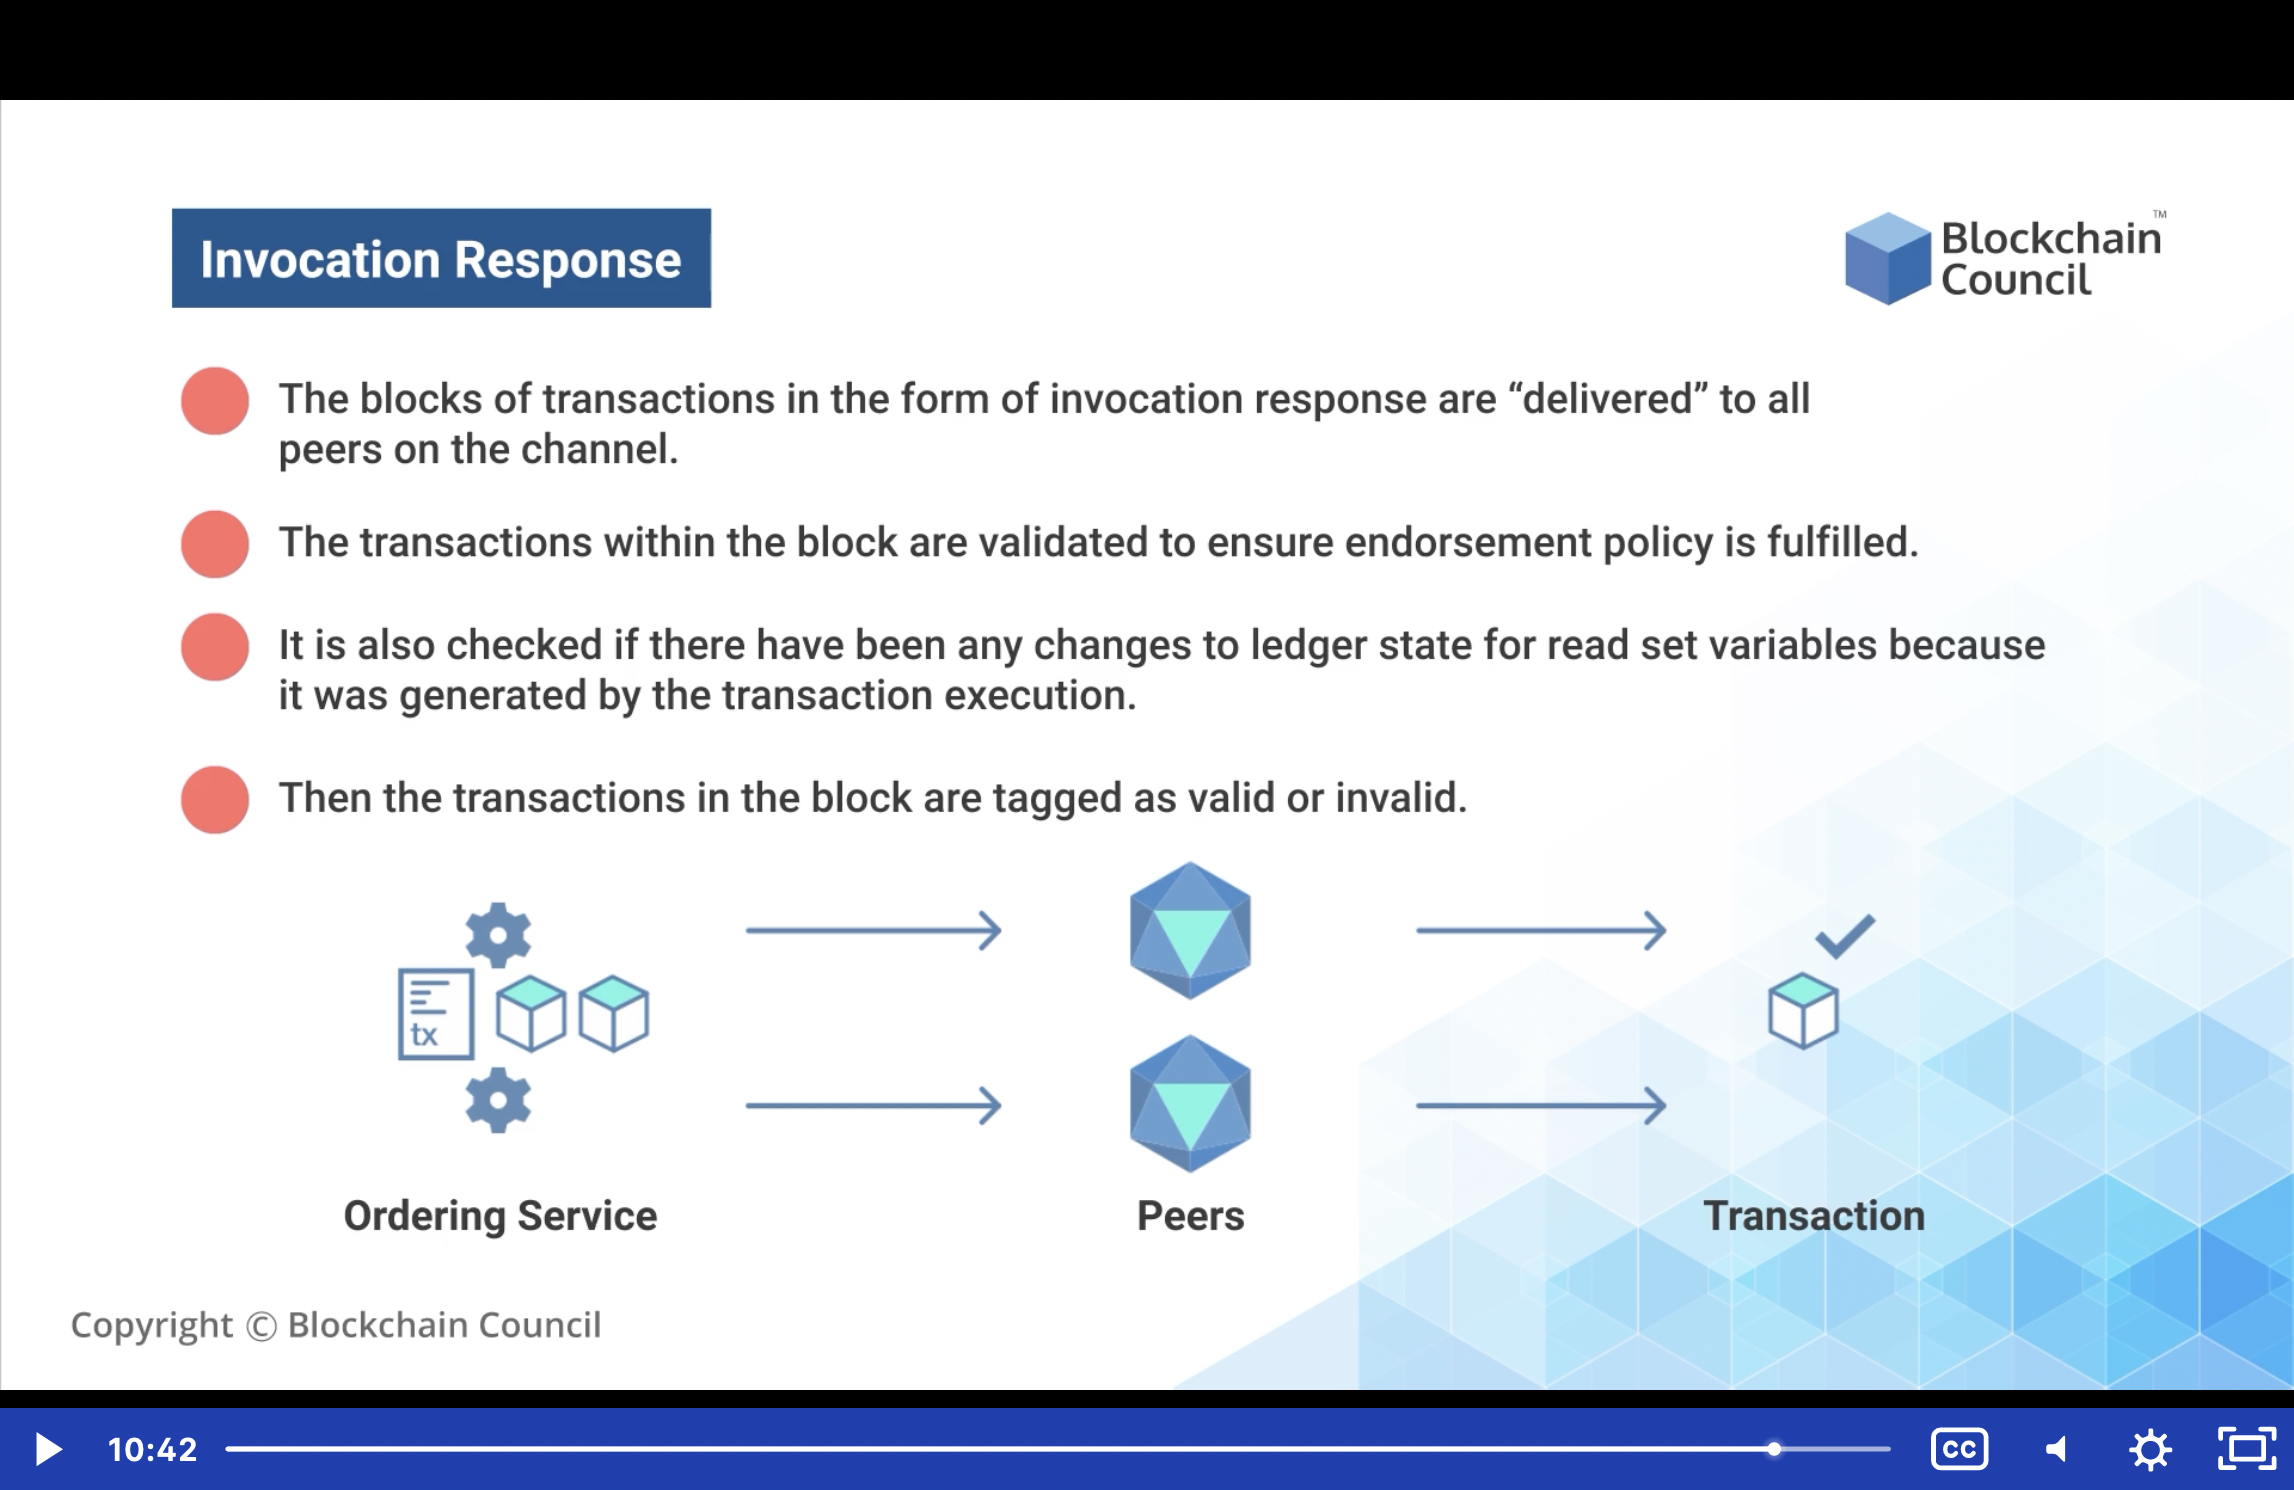 Invocation Response
Blockchain
Council
TM
The blocks of transactions in the form of invocation response are “delivered” to all
peers on the channel.
The transactions within the block are validated to ensure endorsement policy is fulfilled.
It is also checked if there have been any changes to ledger state for read set variables because
it was generated by the transaction execution.
Then the transactions in the block are tagged as valid or invalid.
tx
Ordering Service
Peers
Transaction
Copyright © Blockchain Council
10:42
CC